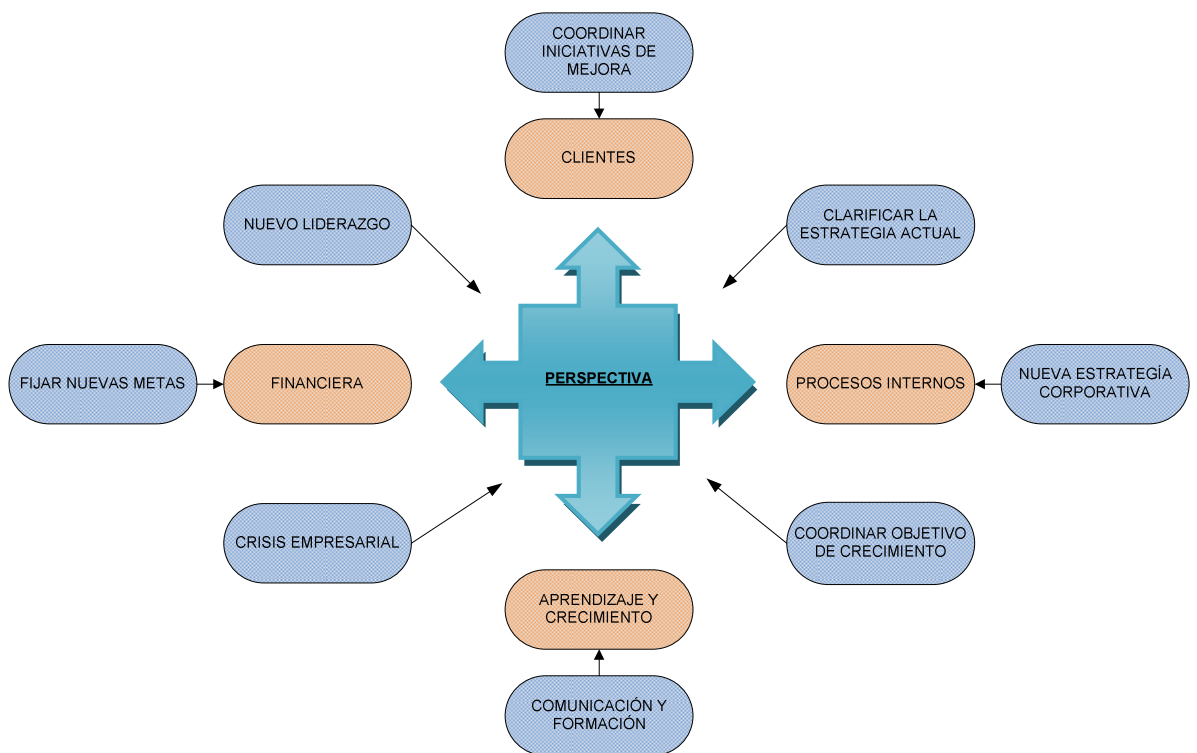 COORDINAR
INICIATIVAS DE
MEJORA
CLIENTES
NUEVO LIDERAZGO
CLARIFICAR LA
ESTRATEGIA ACTUAL
FIJAR NUEVAS METAS
FINANCIERA
PERSPECTIVA
PROCESOS INTERNOS
NUEVA ESTRATEGÍA
CORPORATIVA
CRISIS EMPRESARIAL
COORDINAR OBJETIVO
DE CRECIMIENTO
APRENDIZAJE Y
CRECIMIENTO
COMUNICACIÓN Y
FORMACIÓN